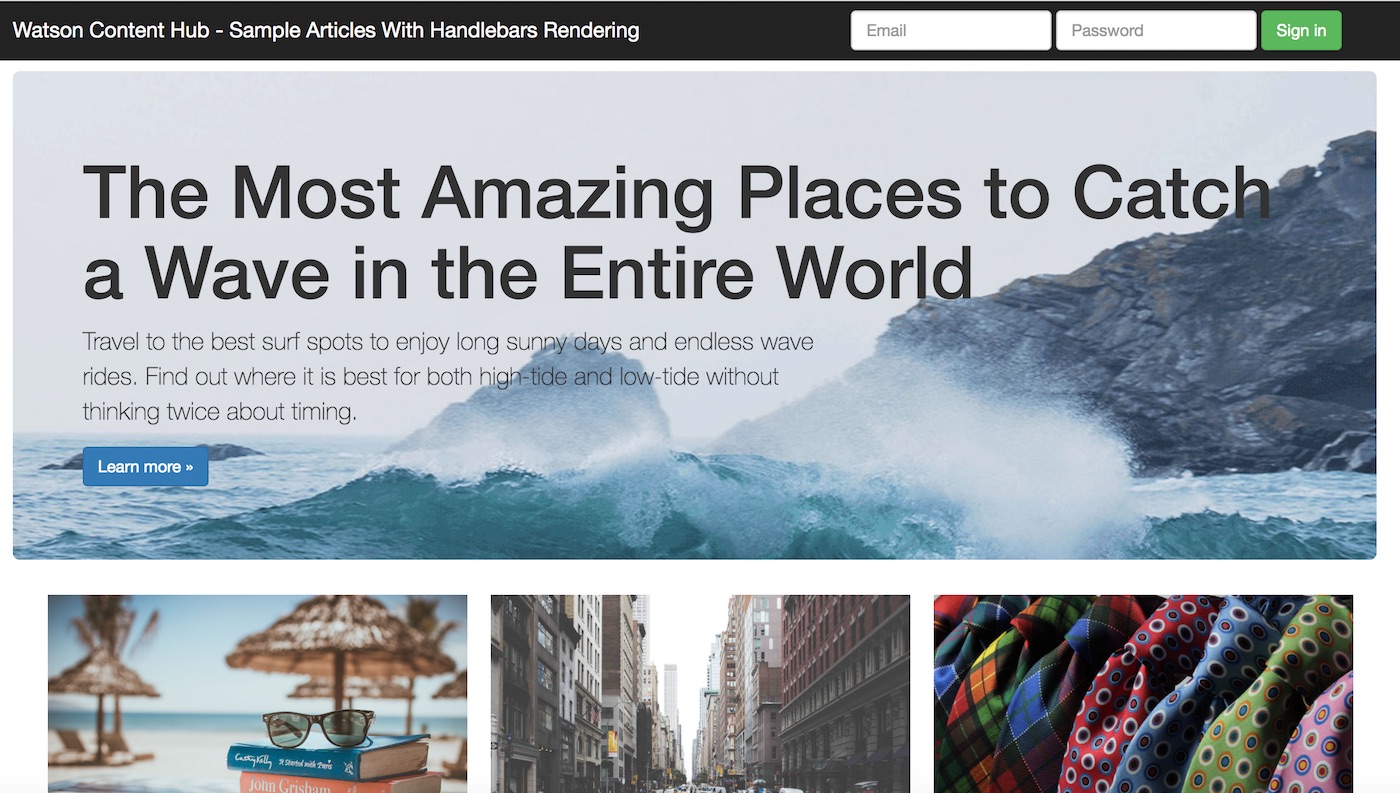 Watson Content Hub - Sample Articles With Handlebars Rendering
Email
Password
Sign in
The Most Amazing Places to Catch
a Wave in the Entire World
Travel to the best surf spots to enjoy long sunny days and endless wave
rides. Find out where it is best for both high-tide and low-tide without
thinking twice about timing.
Learn more »
Cathy Kelly It Started with Paris
John Grisham